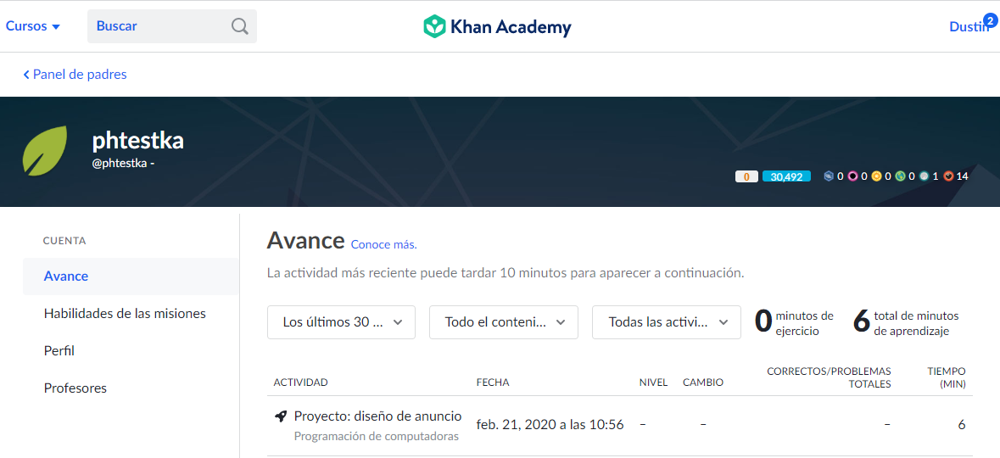 Cursos
Buscar
Khan Academy
Dustin
2
Panel de padres
phtestka
@phtestka -
0
30,492
0 0 0 0 1 14
CUENTA
Avance
Habilidades de las misiones
Perfil
Profesores
Avance Conoce más.
La actividad más reciente puede tardar 10 minutos para aparecer a continuación.
Los últimos 30 ...
Todo el conteni...
Todas las activi...
0 minutos de
ejercicio
6 total de minutos
de aprendizaje
ACTIVIDAD
FECHA
NIVEL
CAMBIO
CORRECTOS/PROBLEMAS
TOTALES
TIEMPO
(MIN)
Proyecto: diseño de anuncio
Programación de computadoras
feb. 21, 2020 a las 10:56
–
–
–
6